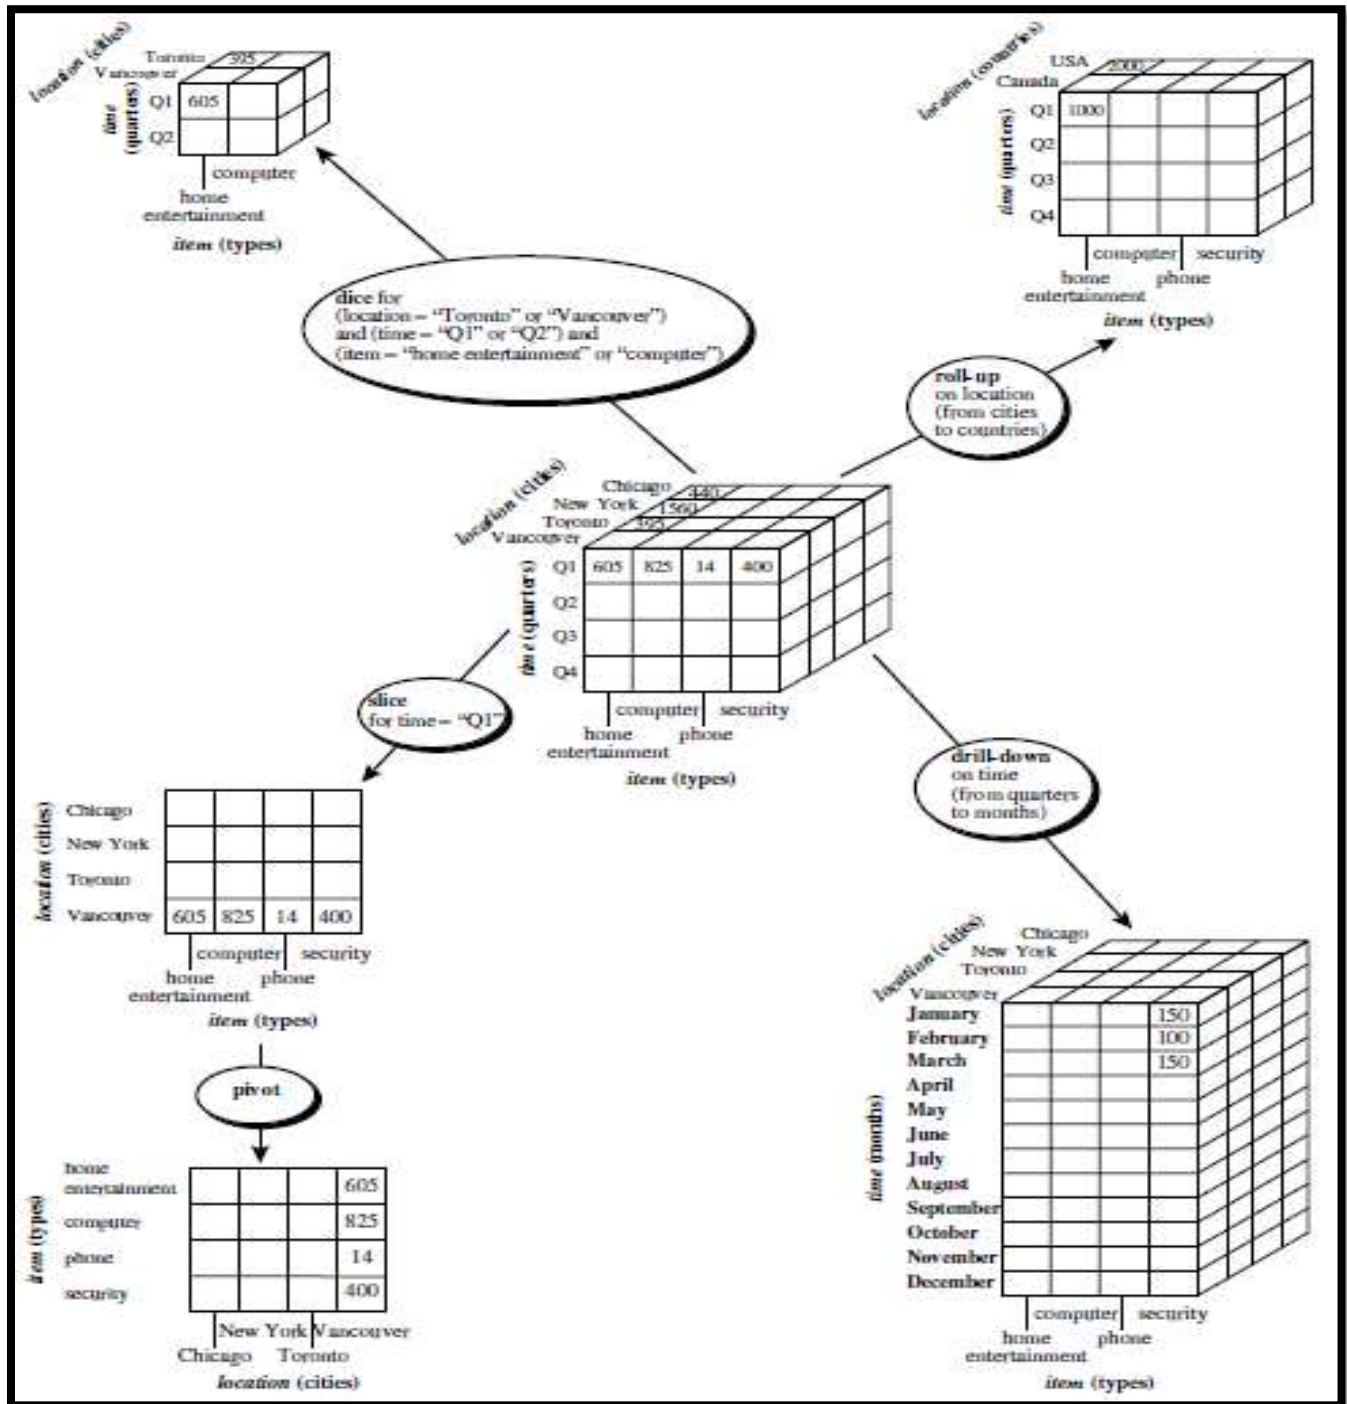 location (cities)
Toronto 395
Vancouver
time (quarters)
Q1 605
Q2
computer
home
entertainment
item (types)
location (countries)
USA 2000
Canada
time (quarters)
Q1 1000
Q2
Q3
Q4
computer security
home phone
entertainment
item (types)
dice for
(location = “Toronto” or “Vancouver”)
and (time = “Q1” or “Q2”) and
(item = “home entertainment” or “computer”)
roll-up
on location
(from cities
to countries)
location (cities)
Chicago 440
New York 1560
Toronto 395
Vancouver
time (quarters)
Q1 605 825 14 400
Q2
Q3
Q4
computer security
home phone
entertainment
item (types)
slice
for time = “Q1”
drill-down
on time
(from quarters
to months)
location (cities)
Chicago
New York
Toronto
Vancouver 605 825 14 400
computer security
home phone
entertainment
item (types)
pivot
item (types)
home
entertainment 605
computer 825
phone 14
security 400
New York Vancouver
Chicago Toronto
location (cities)
location (cities)
Chicago
New York
Toronto
Vancouver
time (months)
January 150
February 100
March 150
April
May
June
July
August
September
October
November
December
computer security
home phone
entertainment
item (types)